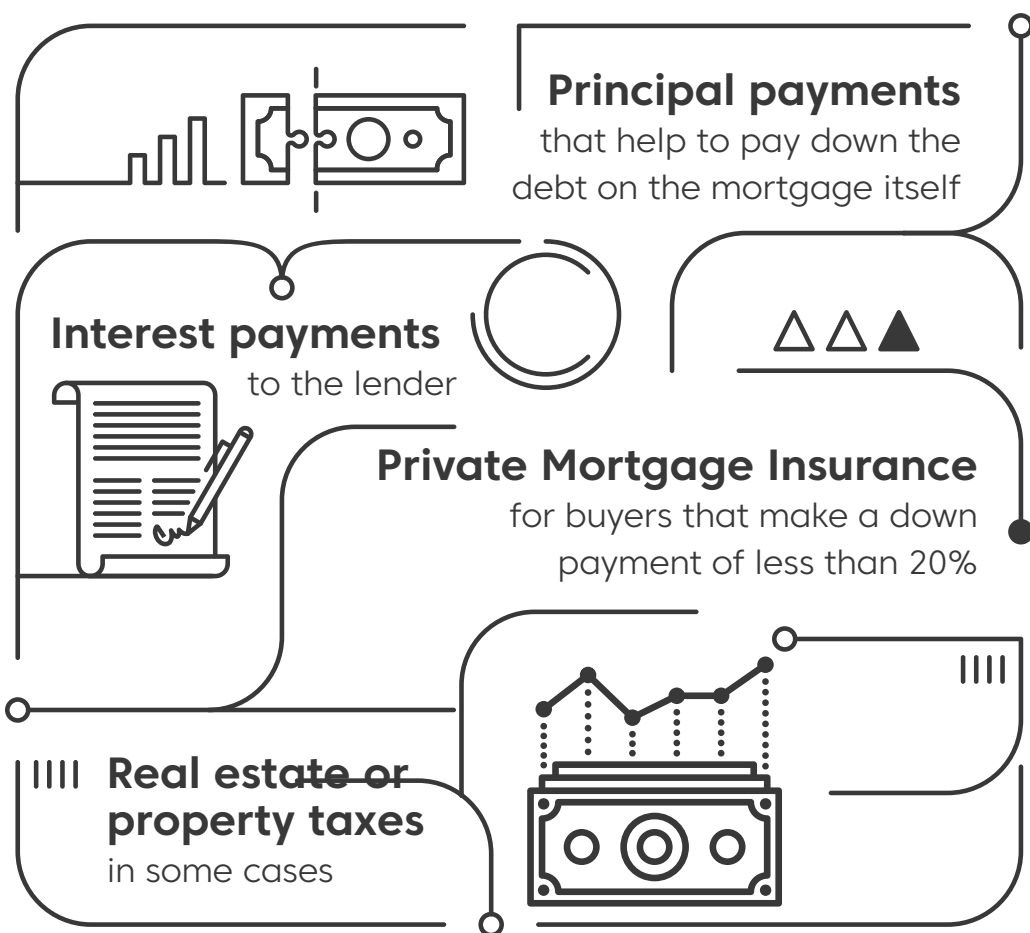 Principal payments
that help to pay down the
debt on the mortgage itself
Interest payments
to the lender
Private Mortgage Insurance
for buyers that make a down
payment of less than 20%
Real estate or
property taxes
in some cases